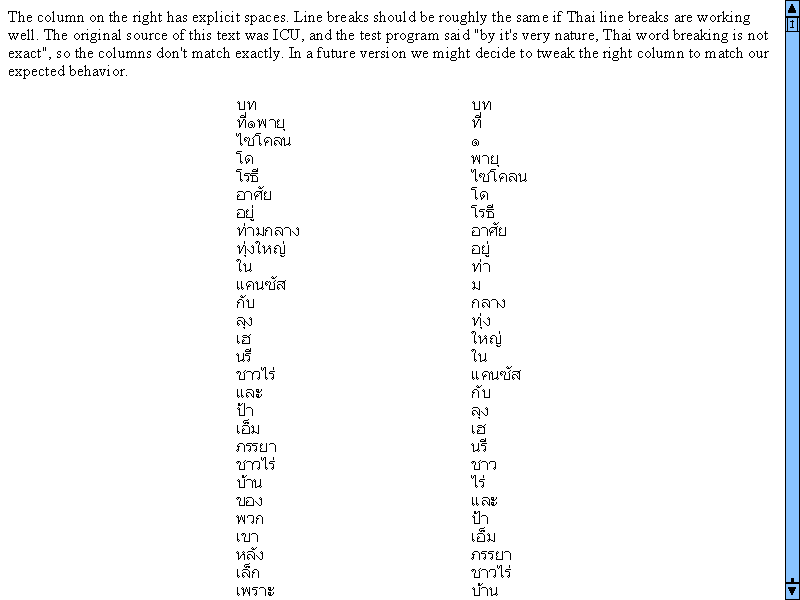 The column on the right has explicit spaces. Line breaks should be roughly the same if Thai line breaks are working
well. The original source of this text was ICU, and the test program said "by it's very nature, Thai word breaking is not
exact", so the columns don't match exactly. In a future version we might decide to tweak the right column to match our
expected behavior.
บท
ที่๑พายุ
ไซโคลน
โด
โรธี
อาศัย
อยู่
ท่ามกลาง
ทุ่งใหญ่
ใน
แคนซัส
กับ
ลุง
เฮ
นรี
ชาวไร่
และ
ป้า
เอ็ม
ภรรยา
ชาวไร่
บ้าน
ของ
พวก
เขา
หลัง
เล็ก
เพราะ
บท
ที่
๑
พายุ
ไซโคลน
โด
โรธี
อาศัย
อยู่
ท่า
ม
กลาง
ทุ่ง
ใหญ่
ใน
แคนซัส
กับ
ลุง
เฮ
นรี
ชาว
ไร่
และ
ป้า
เอ็ม
ภรรยา
ชาวไร่
บ้าน